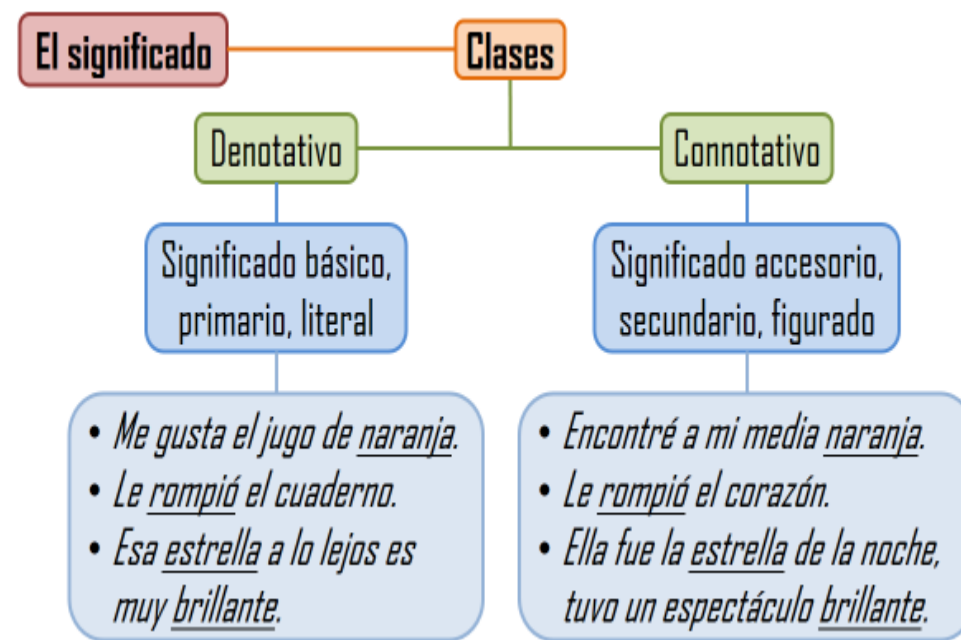 El significado
Clases
Denotativo
Connotativo
Significado básico,
primario, literal
Significado accesorio,
secundario, figurado
• Me gusta el jugo de naranja.
• Le rompió el cuaderno.
• Esa estrella a lo lejos es
muy brillante.
• Encontré a mi media naranja.
• Le rompió el corazón.
• Ella fue la estrella de la noche,
tuvo un espectáculo brillante.